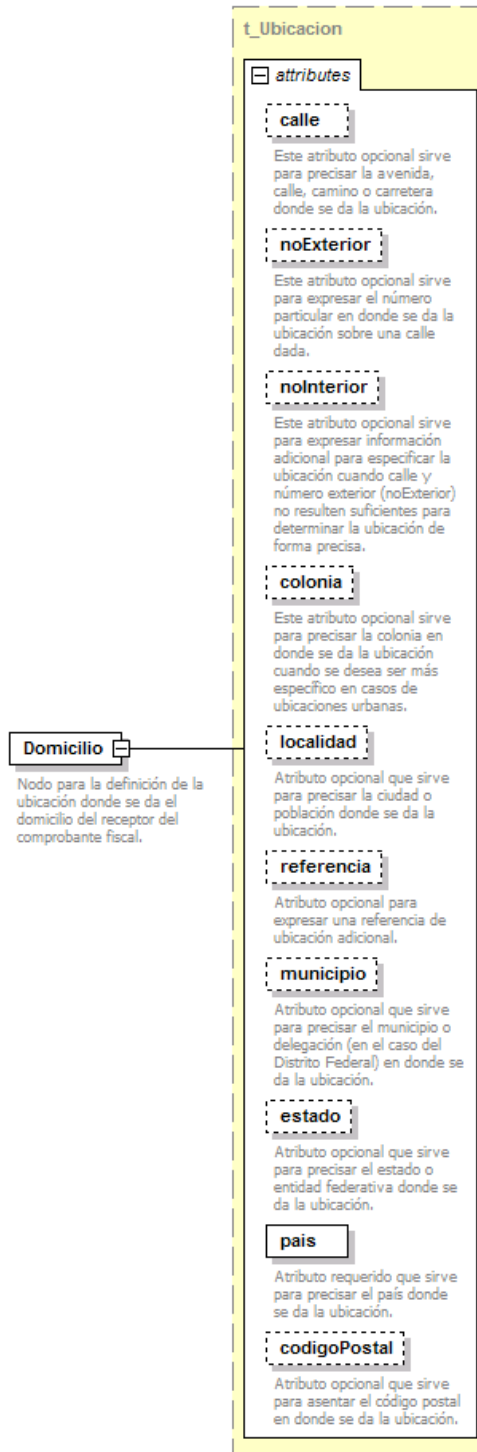 t_Ubicacion
attributes
calle
Este atributo opcional sirve
para precisar la avenida,
calle, camino o carretera
donde se da la ubicación.
noExterior
Este atributo opcional sirve
para expresar el número
particular en donde se da la
ubicación sobre una calle
dada.
noInterior
Este atributo opcional sirve
para expresar información
adicional para especificar la
ubicación cuando calle y
número exterior (noExterior)
no resulten suficientes para
determinar la ubicación de
forma precisa.
colonia
Este atributo opcional sirve
para precisar la colonia en
donde se da la ubicación
cuando se desea ser más
específico en casos de
ubicaciones urbanas.
Domicilio
Nodo para la definición de la
ubicación donde se da el
domicilio del receptor del
comprobante fiscal.
localidad
Atributo opcional que sirve
para precisar la ciudad o
población donde se da la
ubicación.
referencia
Atributo opcional para
expresar una referencia de
ubicación adicional.
municipio
Atributo opcional que sirve
para precisar el municipio o
delegación (en el caso del
Distrito Federal) en donde se
da la ubicación.
estado
Atributo opcional que sirve
para precisar el estado o
entidad federativa donde se
da la ubicación.
pais
Atributo requerido que sirve
para precisar el país donde
se da la ubicación.
codigoPostal
Atributo opcional que sirve
para asentar el código postal
en donde se da la ubicación.